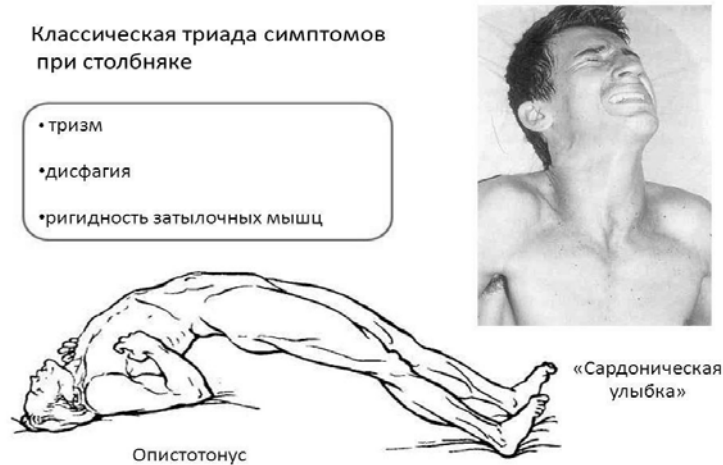 Классическая триада симптомов
при столбняке
• тризм
•дисфагия
•ригидность затылочных мышц
«Сардоническая
улыбка»
Опистотонус